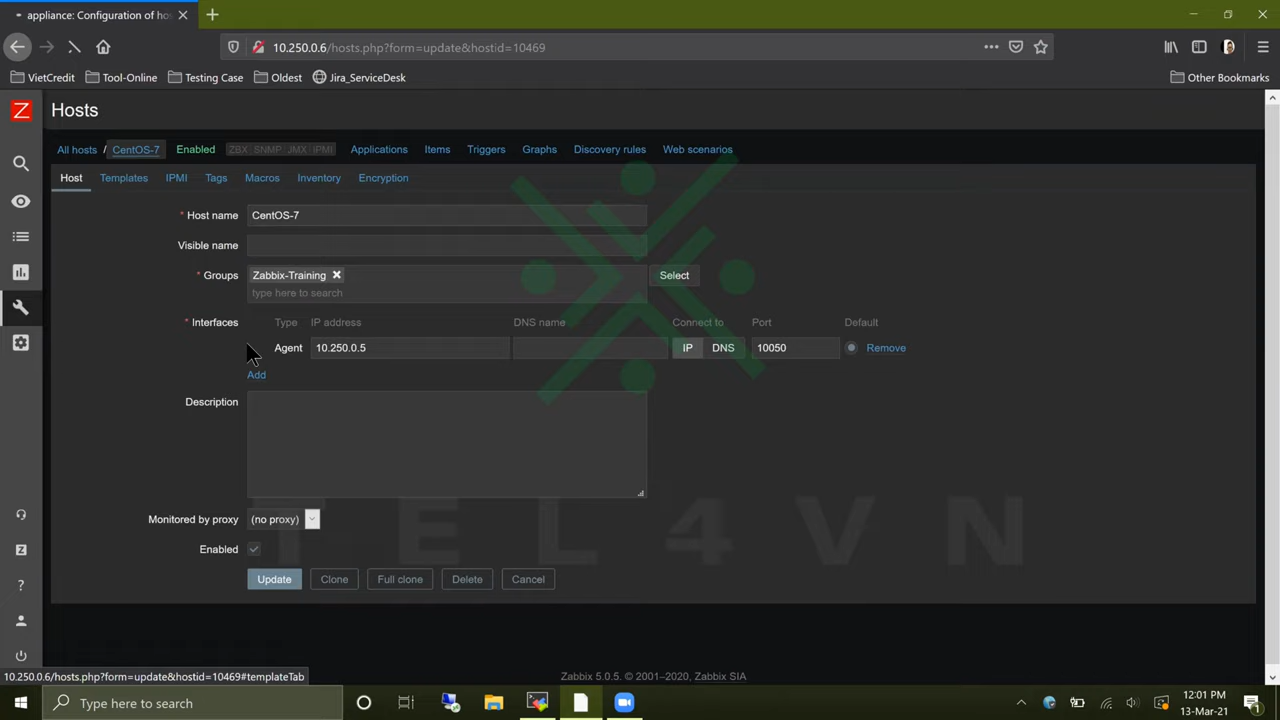 appliance: Configuration of hos
10.250.0.6/hosts.php?form=update&hostid=10469
VietCredit
Tool-Online
Testing Case
Oldest
Jira_ServiceDesk
Other Bookmarks
Z
Hosts
All hosts / CentOS-7 Enabled ZBX SNMP JMX IPMI Applications Items Triggers Graphs Discovery rules Web scenarios
Host Templates IPMI Tags Macros Inventory Encryption
* Host name CentOS-7
Visible name
* Groups Zabbix-Training Select
type here to search
* Interfaces Type IP address DNS name Connect to Port Default
Agent 10.250.0.5 IP DNS 10050 Remove
Add
Description
TEL4VN
Monitored by proxy (no proxy)
Enabled
Update Clone Full clone Delete Cancel
Z
?
10.250.0.6/hosts.php?form=update&hostid=10469#templateTab
Zabbix 5.0.5. © 2001–2020, Zabbix SIA
Type here to search
12:01 PM
13-Mar-21
1